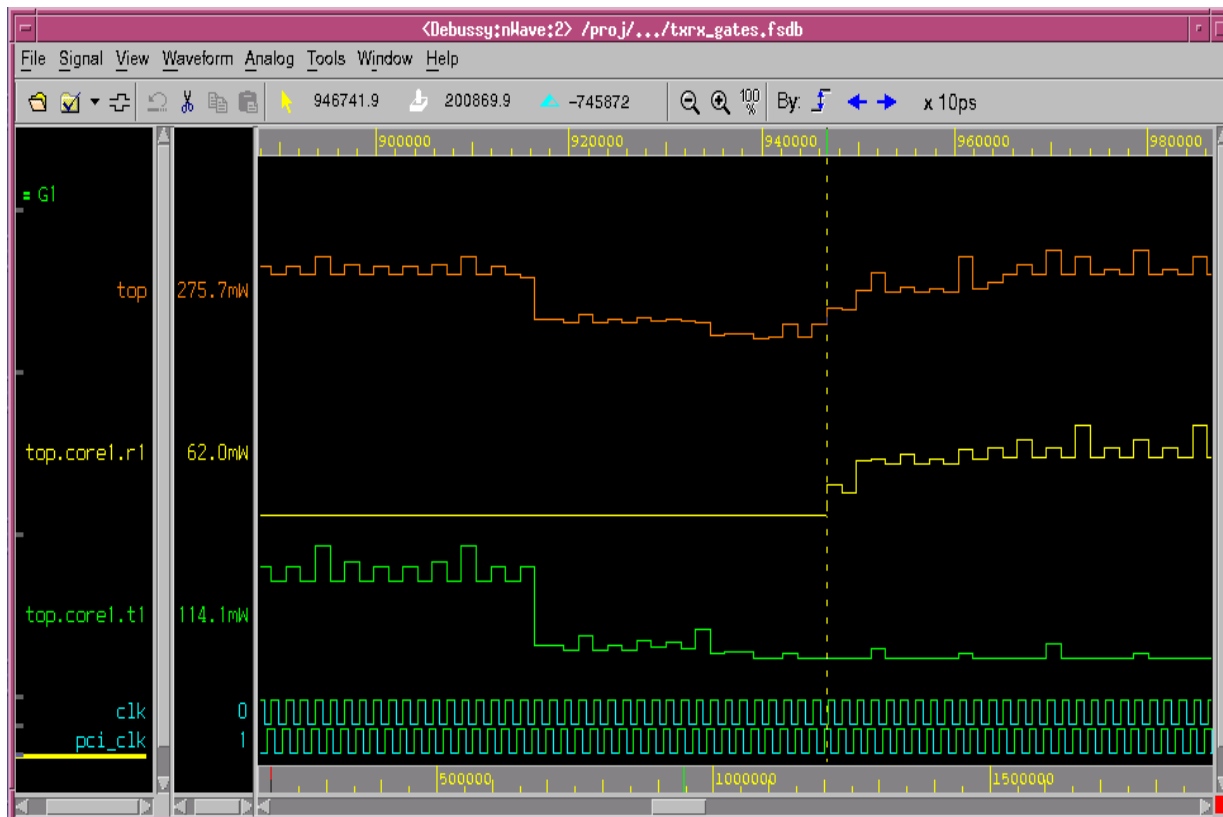 <Debussy:nWave:2> /proj/.../txrx_gates.fsdb
File Signal View Waveform Analog Tools Window Help
946741.9 200869.9 -745872 100% By: x 10ps
900000 920000 940000 960000 980000
= G1
top 275.7mW
top.core1.r1 62.0mW
top.core1.t1 114.1mW
clk 0
pci_clk 1
500000 1000000 1500000